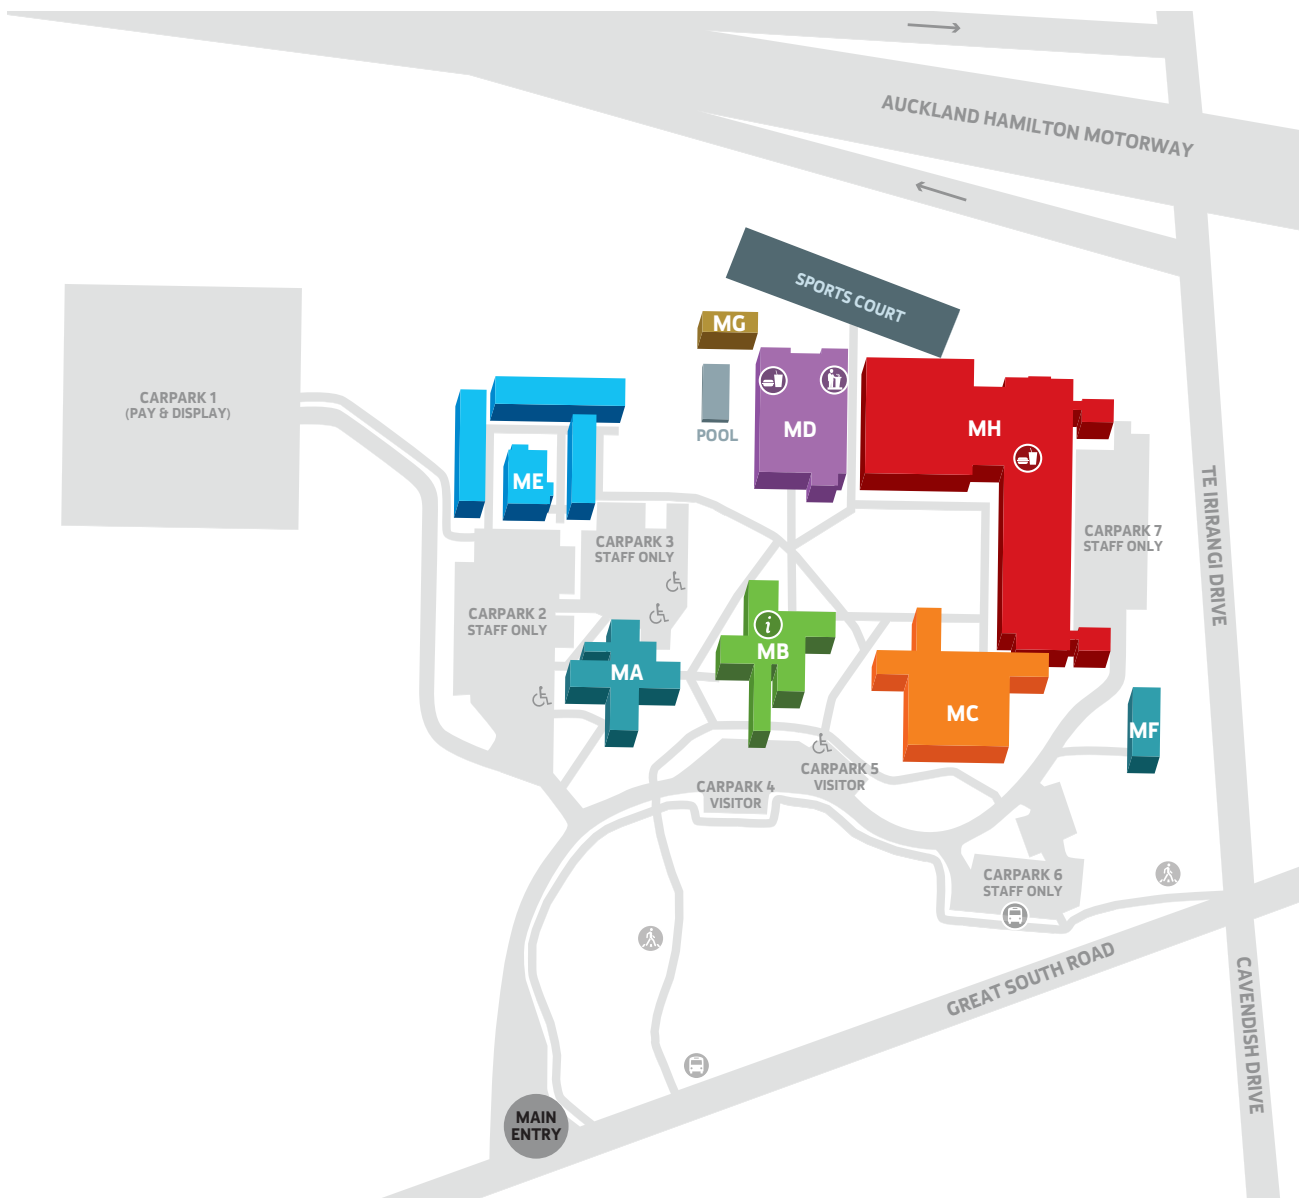 AUCKLAND HAMILTON MOTORWAY
SPORTS COURT
MG
CARPARK 1
(PAY & DISPLAY)
POOL
MD
MH
ME
TE IRIRANGI DRIVE
CARPARK 3
STAFF ONLY
CARPARK 7
STAFF ONLY
CARPARK 2
STAFF ONLY
i
MB
MA
MC
MF
CARPARK 5
VISITOR
CARPARK 4
VISITOR
CARPARK 6
STAFF ONLY
GREAT SOUTH ROAD
CAVENDISH DRIVE
MAIN
ENTRY